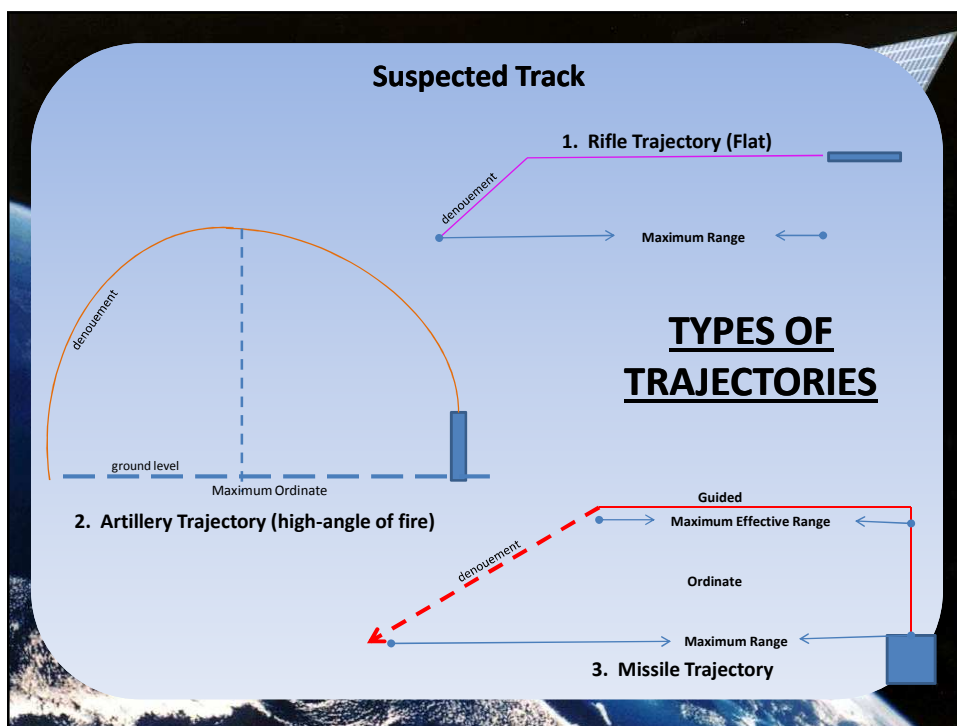 Suspected Track
1. Rifle Trajectory (Flat)
denouement
Maximum Range
denouement
TYPES OF
TRAJECTORIES
ground level
Maximum Ordinate
2. Artillery Trajectory (high-angle of fire)
Guided
Maximum Effective Range
denouement
Ordinate
Maximum Range
3. Missile Trajectory